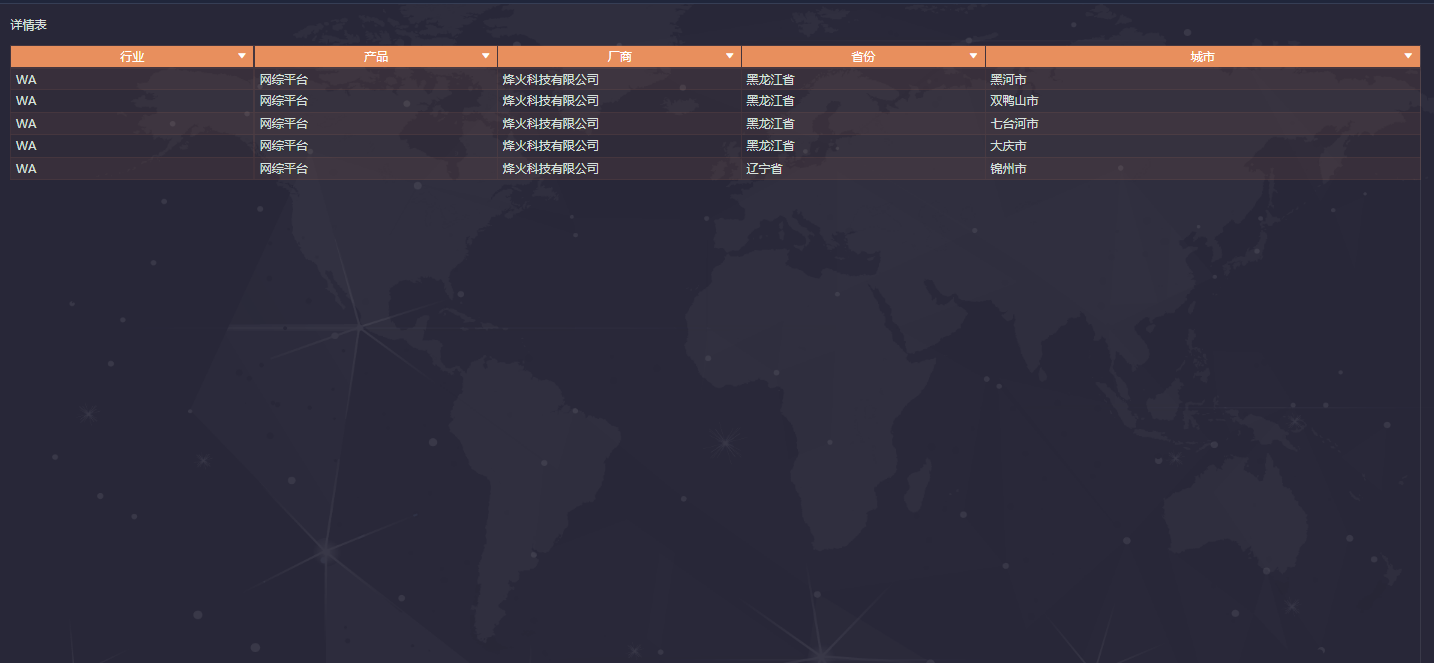 详情表
行业 产品 厂商 省份 城市
WA 网综平台 烽火科技有限公司 黑龙江省 黑河市
WA 网综平台 烽火科技有限公司 黑龙江省 双鸭山市
WA 网综平台 烽火科技有限公司 黑龙江省 七台河市
WA 网综平台 烽火科技有限公司 黑龙江省 大庆市
WA 网综平台 烽火科技有限公司 辽宁省 锦州市